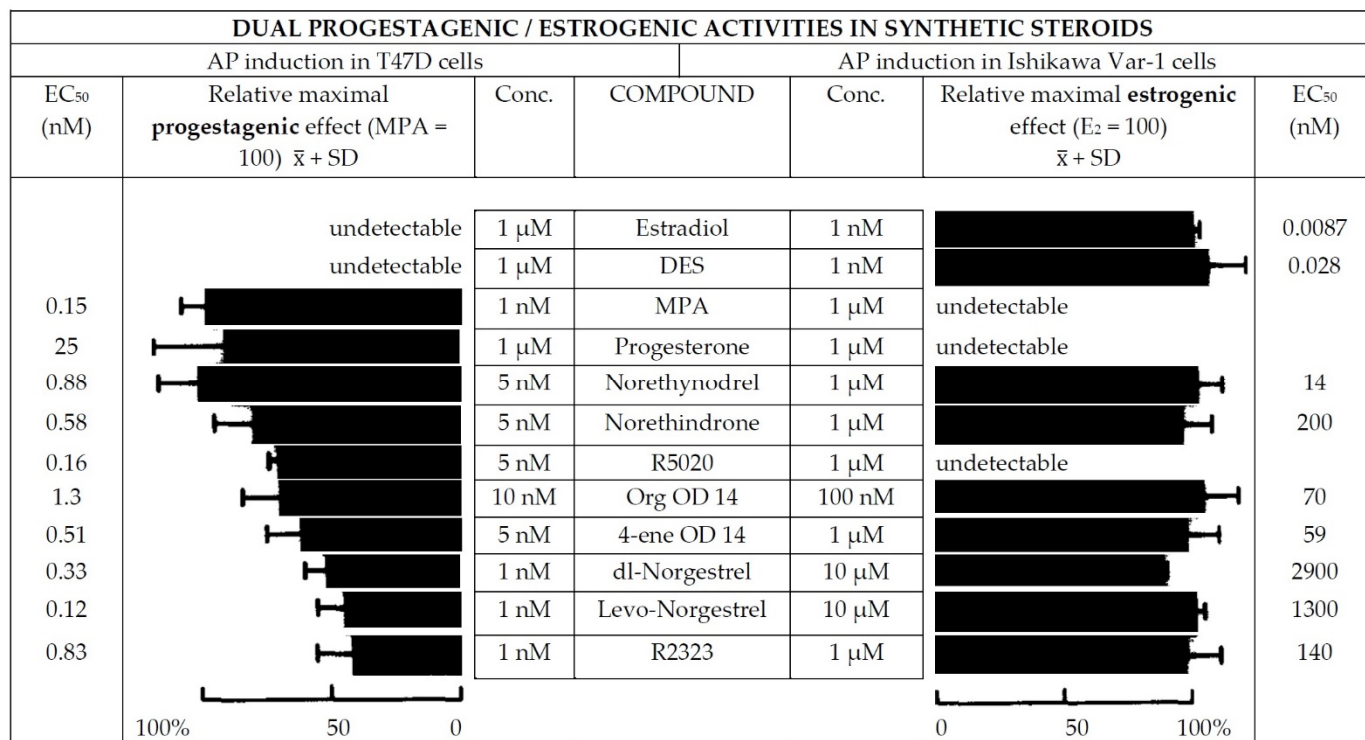 DUAL PROGESTAGENIC / ESTROGENIC ACTIVITIES IN SYNTHETIC STEROIDS
AP induction in T47D cells AP induction in Ishikawa Var-1 cells
EC₅₀ Relative maximal Conc. COMPOUND Conc. Relative maximal estrogenic EC₅₀
(nM) progestagenic effect (MPA = effect (E₂ = 100) (nM)
100) x̄ + SD x̄ + SD
undetectable 1 μM Estradiol 1 nM 0.0087
undetectable 1 μM DES 1 nM 0.028
0.15 1 nM MPA 1 μM undetectable
25 1 μM Progesterone 1 μM undetectable
0.88 5 nM Norethynodrel 1 μM 14
0.58 5 nM Norethindrone 1 μM 200
0.16 5 nM R5020 1 μM undetectable
1.3 10 nM Org OD 14 100 nM 70
0.51 5 nM 4-ene OD 14 1 μM 59
0.33 1 nM dl-Norgestrel 10 μM 2900
0.12 1 nM Levo-Norgestrel 10 μM 1300
0.83 1 nM R2323 1 μM 140
100% 50 0 0 50 100%